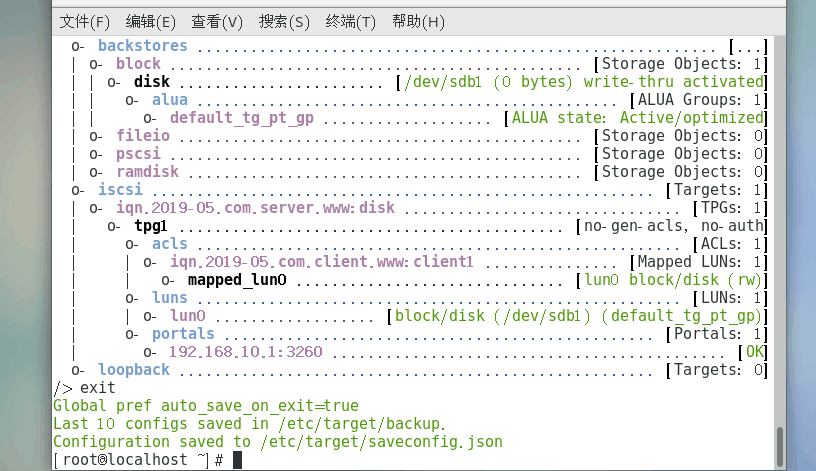 文件(F) 编辑(E) 查看(V) 搜索(S) 终端(T) 帮助(H)
o- backstores .......................................................... [...]
| o- block .............................................. [Storage Objects: 1]
| | o- disk ........................ [/dev/sdb1 (0 bytes) write-thru activated]
| |   o- alua ............................................... [ALUA Groups: 1]
| |     o- default_tg_pt_gp ................... [ALUA state: Active/optimized]
| o- fileio ............................................. [Storage Objects: 0]
| o- pscsi .............................................. [Storage Objects: 0]
| o- ramdisk ............................................ [Storage Objects: 0]
o- iscsi ........................................................ [Targets: 1]
| o- iqn.2019-05.com.server.www:disk ............................... [TPGs: 1]
|   o- tpg1 ........................................... [no-gen-acls, no-auth]
|     o- acls ...................................................... [ACLs: 1]
|     | o- iqn.2019-05.com.client.www:client1 ............... [Mapped LUNs: 1]
|     |   o- mapped_lun0 .............................. [lun0 block/disk (rw)]
|     o- luns ...................................................... [LUNs: 1]
|     | o- lun0 ................. [block/disk (/dev/sdb1) (default_tg_pt_gp)]
|     o- portals ................................................ [Portals: 1]
|       o- 192.168.10.1:3260 ............................................ [OK]
o- loopback ..................................................... [Targets: 0]
/> exit
Global pref auto_save_on_exit=true
Last 10 configs saved in /etc/target/backup.
Configuration saved to /etc/target/saveconfig.json
[root@localhost ~]#